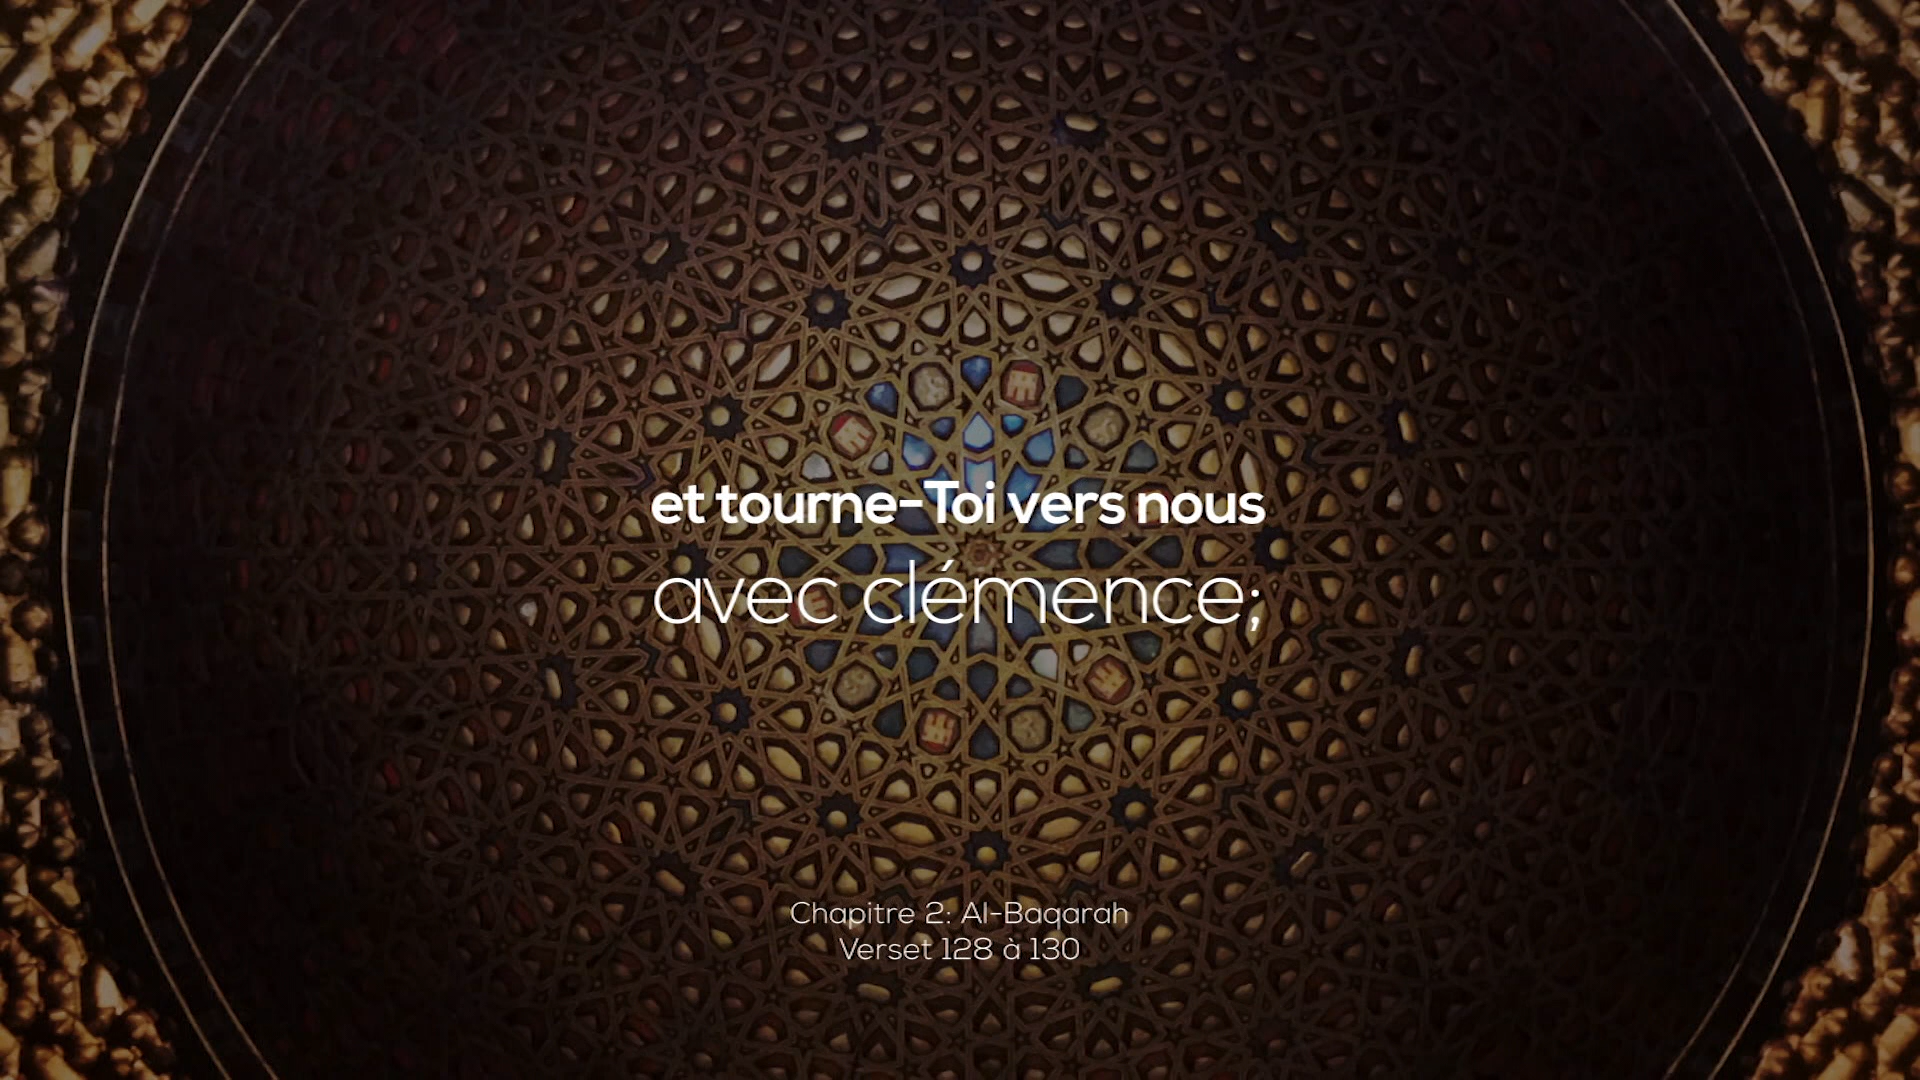 et tourne-Toi vers nous
avec clémence;
Chapitre 2: Al-Baqarah
Verset 128 à 130